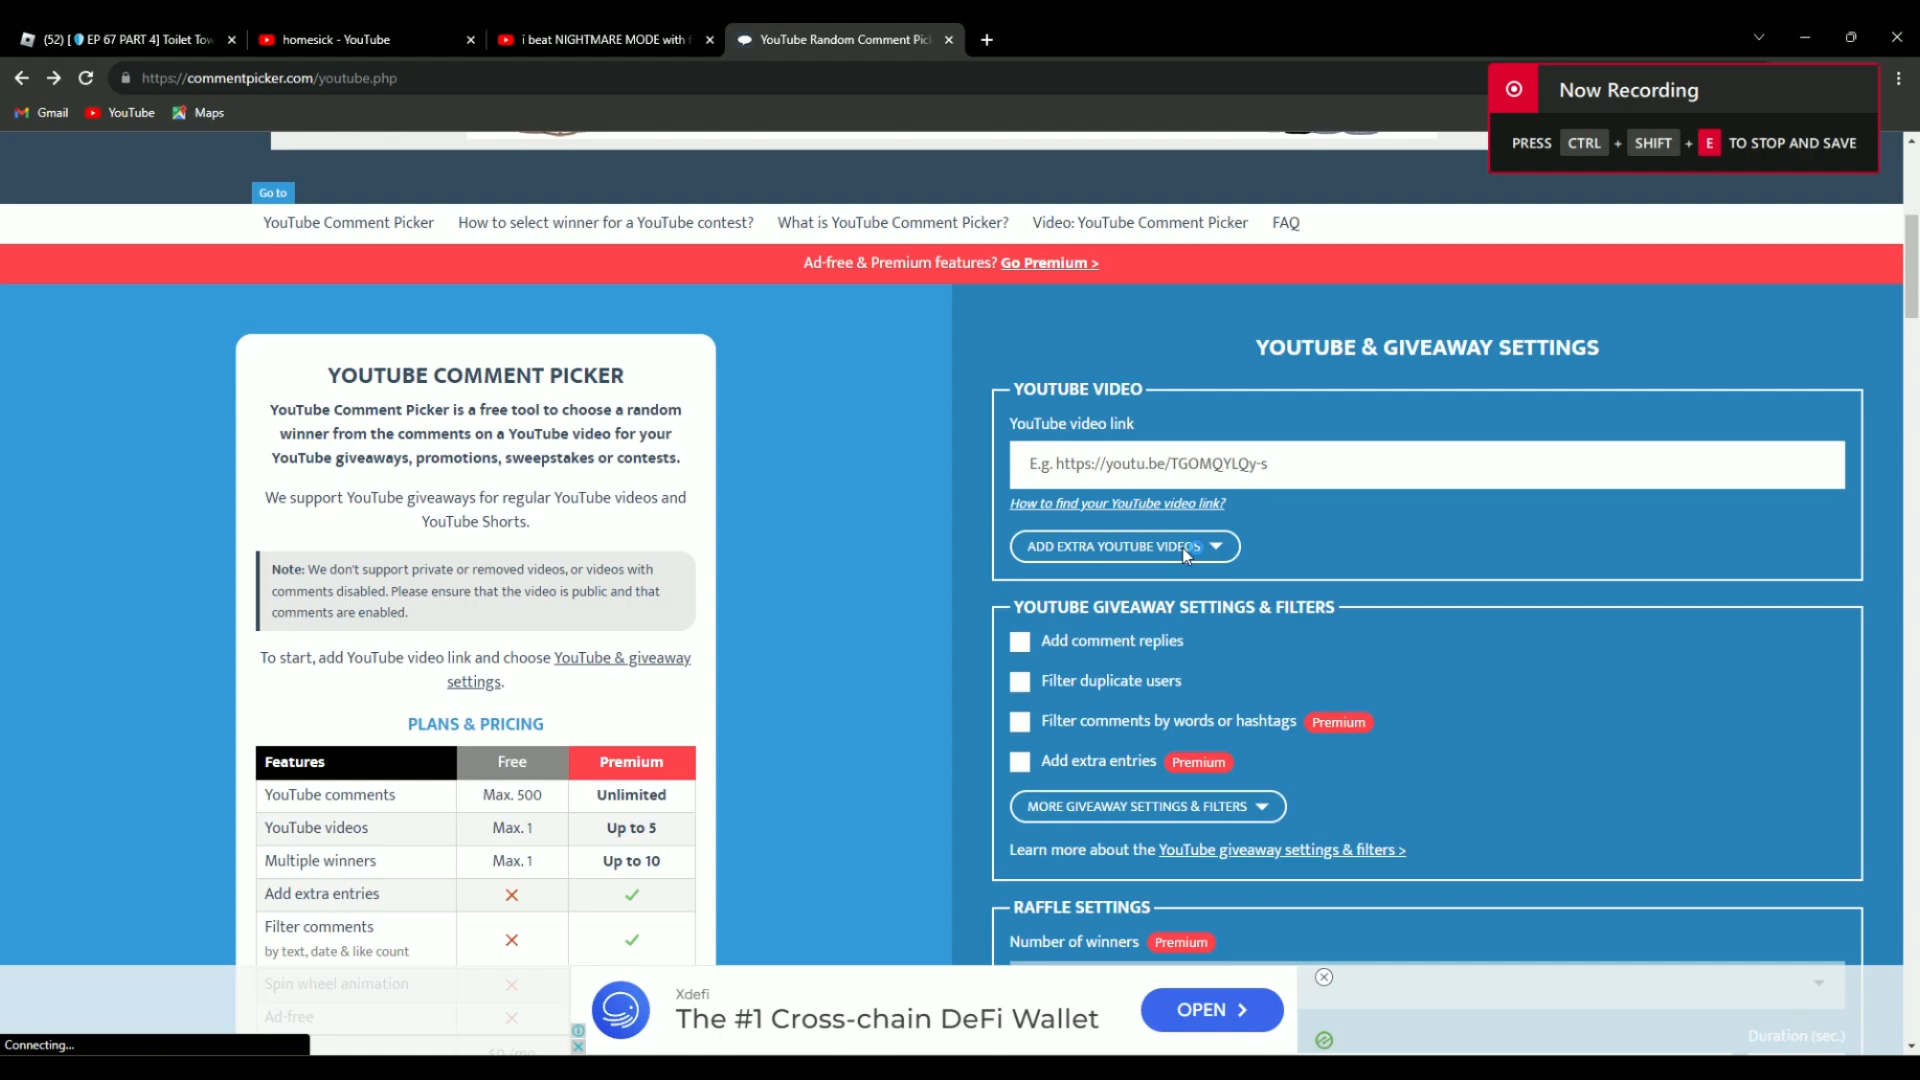 (52) [ EP 67 PART 4] Toilet Tow
homesick - YouTube
i beat NIGHTMARE MODE with
YouTube Random Comment Pic
https://commentpicker.com/youtube.php
Gmail
YouTube
Maps
Now Recording
PRESS CTRL + SHIFT + E TO STOP AND SAVE
Go to
YouTube Comment Picker How to select winner for a YouTube contest? What is YouTube Comment Picker? Video: YouTube Comment Picker FAQ
Ad-free & Premium features? Go Premium >
YOUTUBE COMMENT PICKER
YouTube Comment Picker is a free tool to choose a random
winner from the comments on a YouTube video for your
YouTube giveaways, promotions, sweepstakes or contests.
We support YouTube giveaways for regular YouTube videos and
YouTube Shorts.
Note: We don't support private or removed videos, or videos with
comments disabled. Please ensure that the video is public and that
comments are enabled.
To start, add YouTube video link and choose YouTube & giveaway
settings.
PLANS & PRICING
Features Free Premium
YouTube comments Max. 500 Unlimited
YouTube videos Max. 1 Up to 5
Multiple winners Max. 1 Up to 10
Add extra entries
Filter comments
by text, date & like count
Spin wheel animation
Ad-free
YOUTUBE & GIVEAWAY SETTINGS
YOUTUBE VIDEO
YouTube video link
E.g. https://youtu.be/TGOMQYLQy-s
How to find your YouTube video link?
ADD EXTRA YOUTUBE VIDEOS
YOUTUBE GIVEAWAY SETTINGS & FILTERS
Add comment replies
Filter duplicate users
Filter comments by words or hashtags Premium
Add extra entries Premium
MORE GIVEAWAY SETTINGS & FILTERS
Learn more about the YouTube giveaway settings & filters >
RAFFLE SETTINGS
Number of winners Premium
Duration (sec.)
Xdefi
The #1 Cross-chain DeFi Wallet
OPEN >
Connecting...